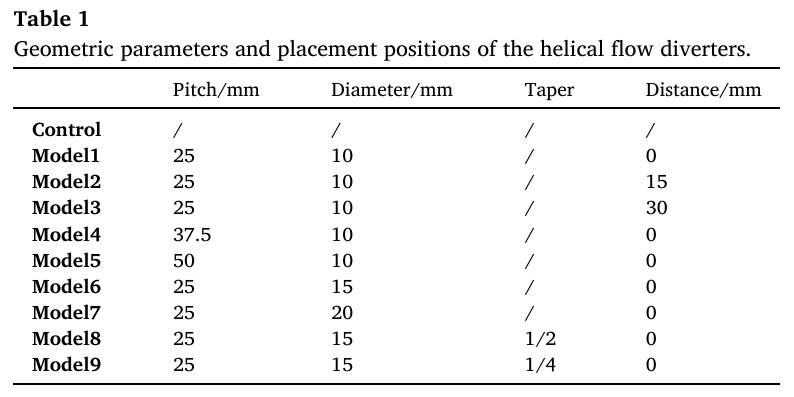 Table 1
Geometric parameters and placement positions of the helical flow diverters.
Pitch/mm Diameter/mm Taper Distance/mm
Control / / / /
Model1 25 10 / 0
Model2 25 10 / 15
Model3 25 10 / 30
Model4 37.5 10 / 0
Model5 50 10 / 0
Model6 25 15 / 0
Model7 25 20 / 0
Model8 25 15 1/2 0
Model9 25 15 1/4 0